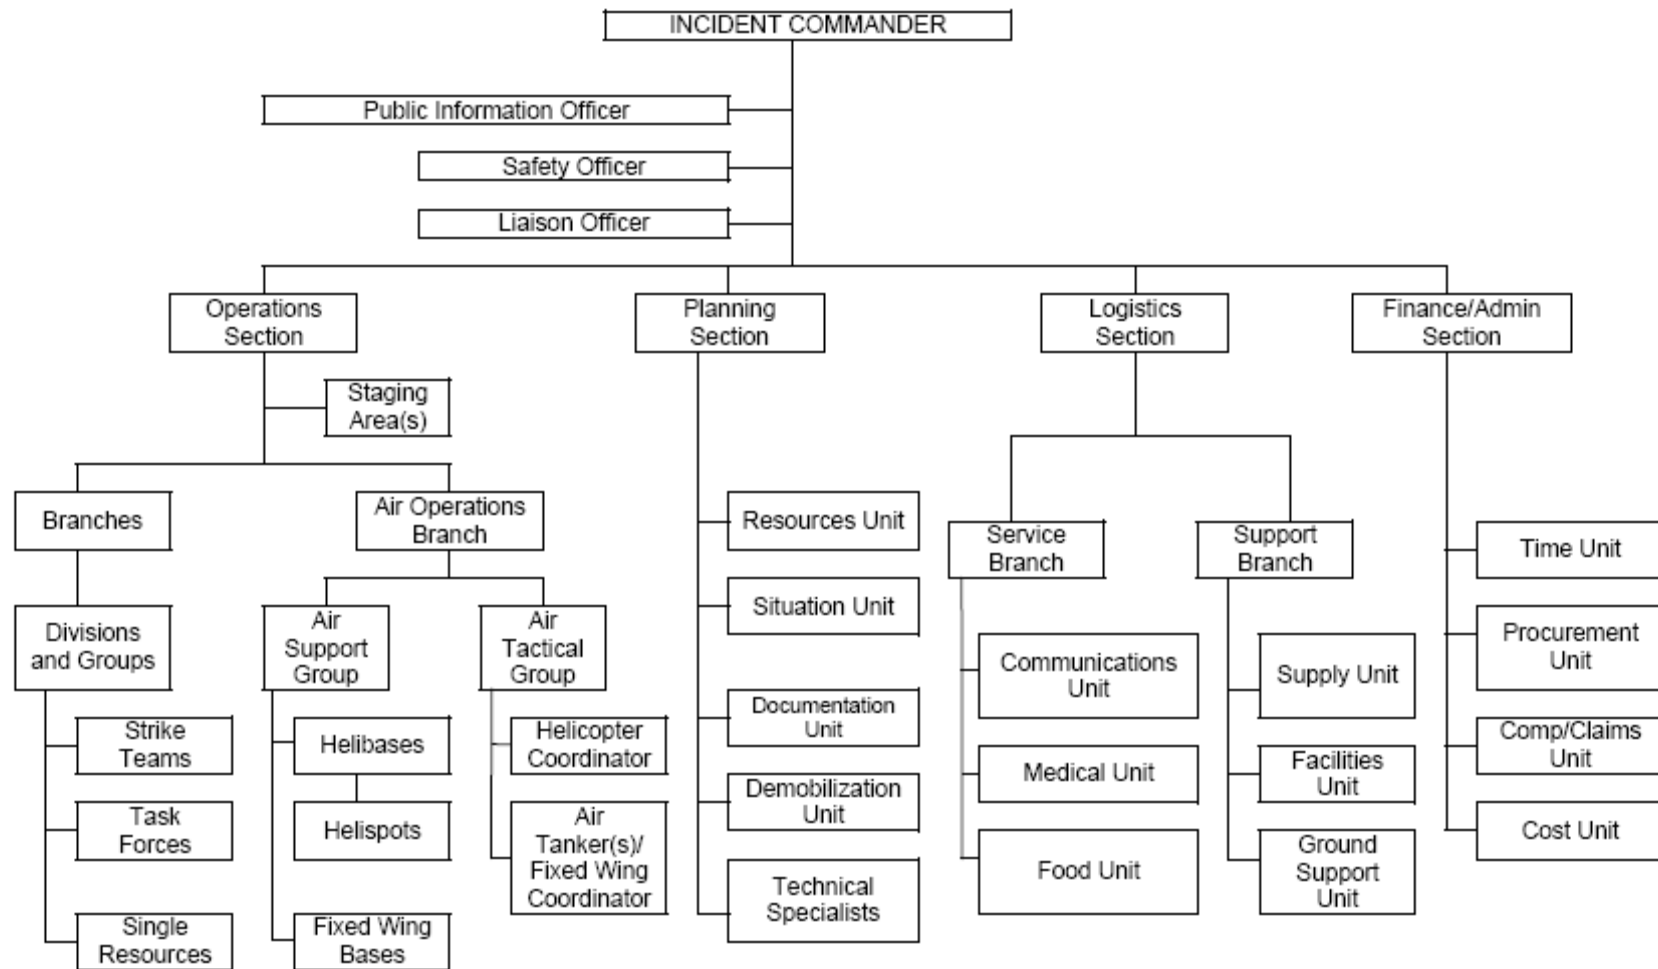 INCIDENT COMMANDER
Public Information Officer
Safety Officer
Liaison Officer
Operations
Section
Planning
Section
Logistics
Section
Finance/Admin
Section
Staging
Area(s)
Branches
Air Operations
Branch
Divisions
and Groups
Air
Support
Group
Air
Tactical
Group
Strike
Teams
Task
Forces
Single
Resources
Helibases
Helispots
Fixed Wing
Bases
Helicopter
Coordinator
Air
Tanker(s)/
Fixed Wing
Coordinator
Resources Unit
Situation Unit
Documentation
Unit
Demobilization
Unit
Technical
Specialists
Service
Branch
Support
Branch
Communications
Unit
Medical Unit
Food Unit
Supply Unit
Facilities
Unit
Ground
Support
Unit
Time Unit
Procurement
Unit
Comp/Claims
Unit
Cost Unit